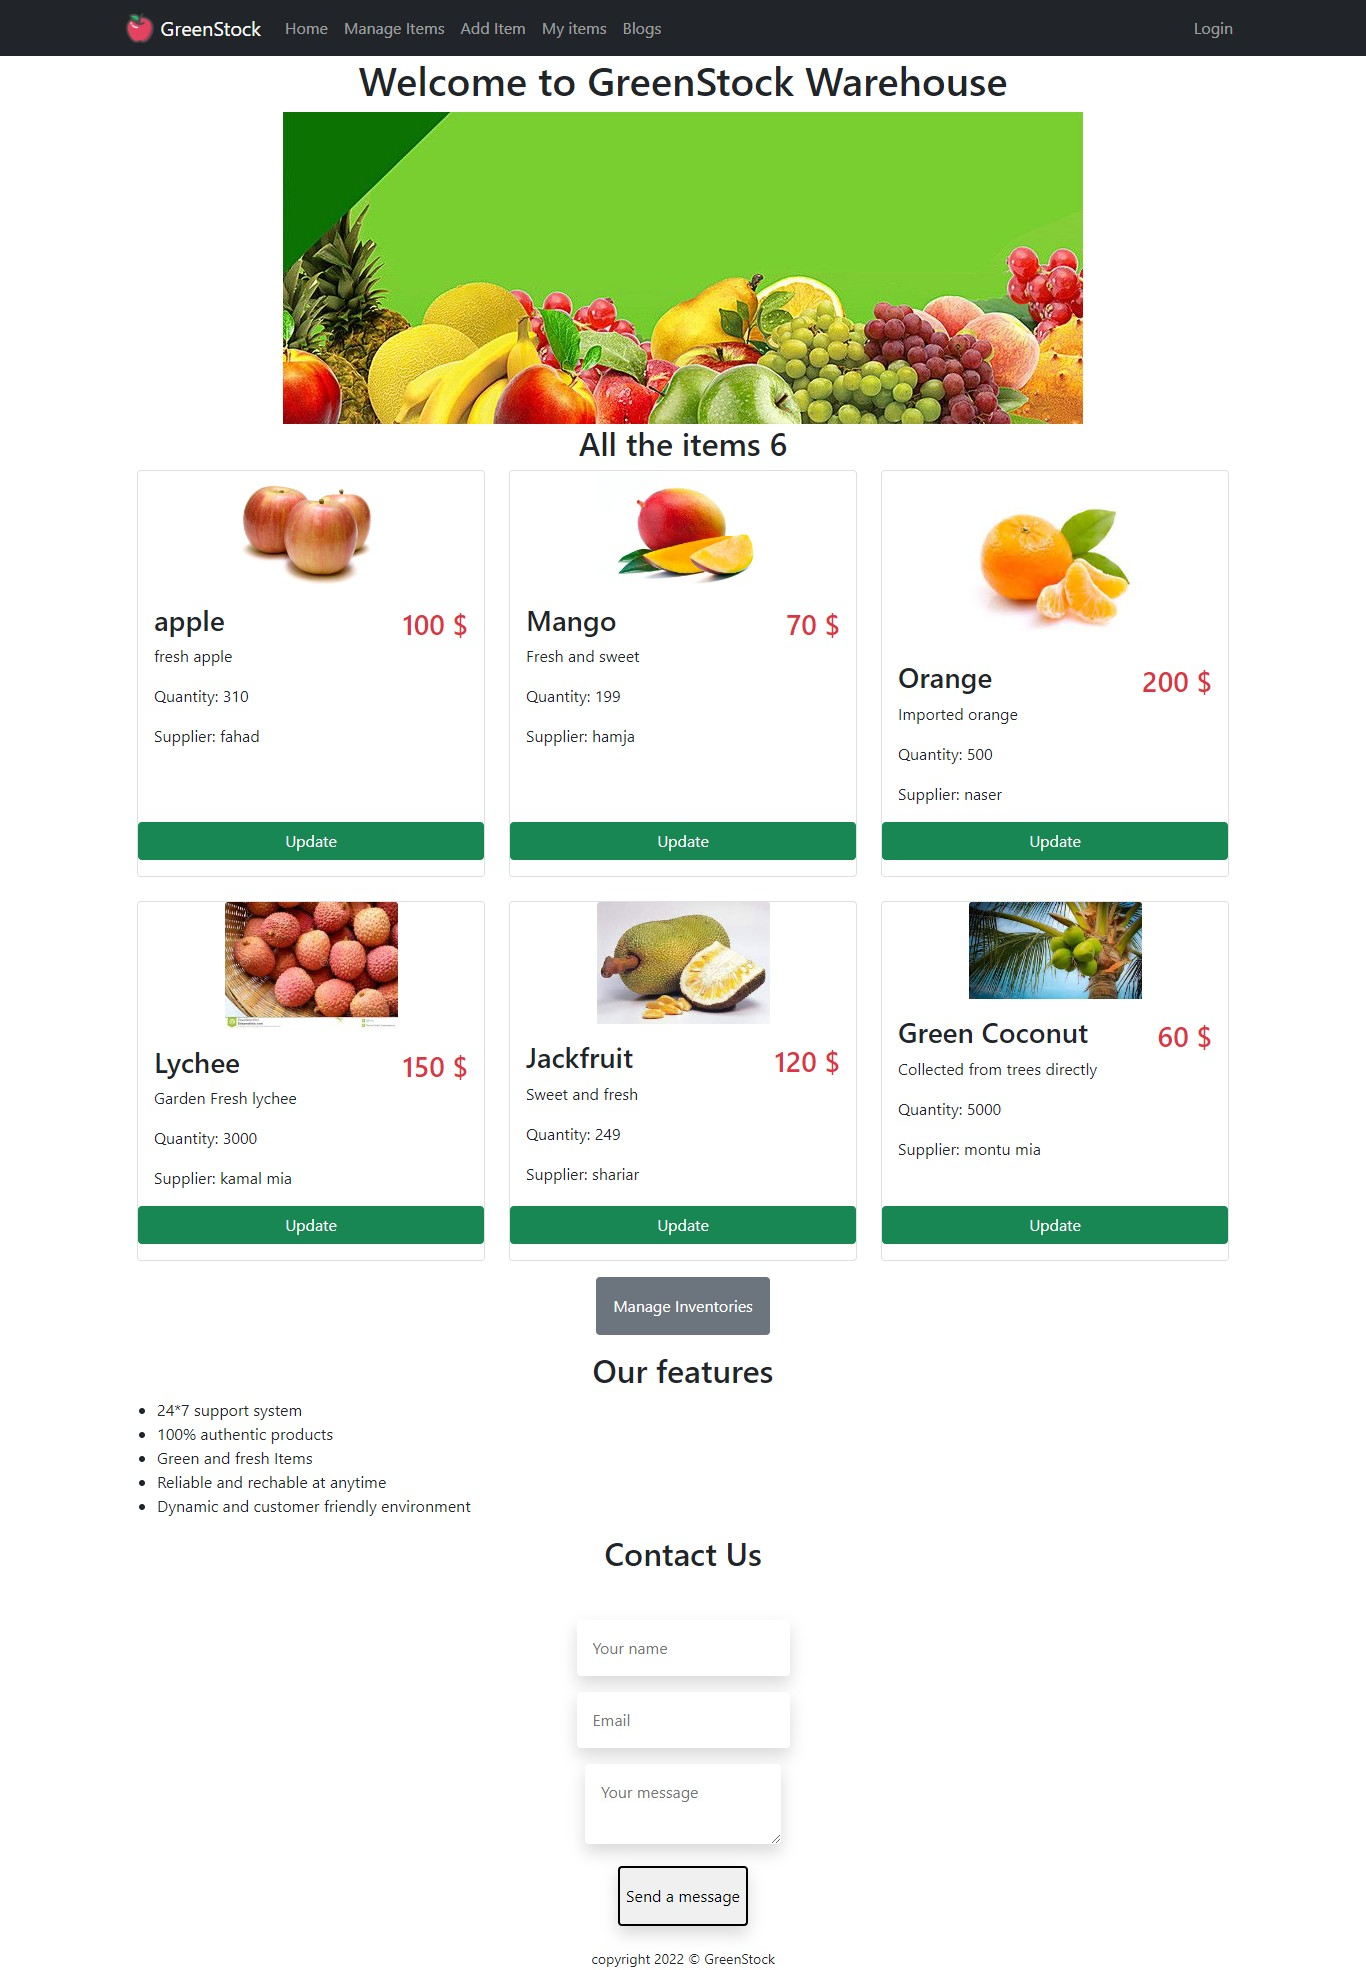 GreenStock Home Manage Items Add Item My items Blogs Login
Welcome to GreenStock Warehouse
All the items 6
apple 100 $
fresh apple
Quantity: 310
Supplier: fahad
Update
Mango 70 $
Fresh and sweet
Quantity: 199
Supplier: hamja
Update
Orange 200 $
Imported orange
Quantity: 500
Supplier: naser
Update
Lychee 150 $
Garden Fresh lychee
Quantity: 3000
Supplier: kamal mia
Update
Jackfruit 120 $
Sweet and fresh
Quantity: 249
Supplier: shariar
Update
Green Coconut 60 $
Collected from trees directly
Quantity: 5000
Supplier: montu mia
Update
Manage Inventories
Our features
• 24*7 support system
• 100% authentic products
• Green and fresh Items
• Reliable and rechable at anytime
• Dynamic and customer friendly environment
Contact Us
Your name
Email
Your message
Send a message
copyright 2022 © GreenStock